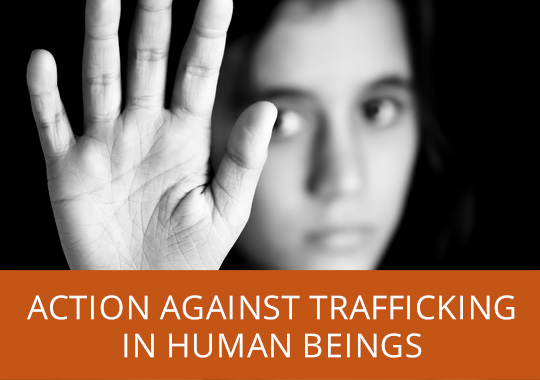 ACTION AGAINST TRAFFICKING
IN HUMAN BEINGS